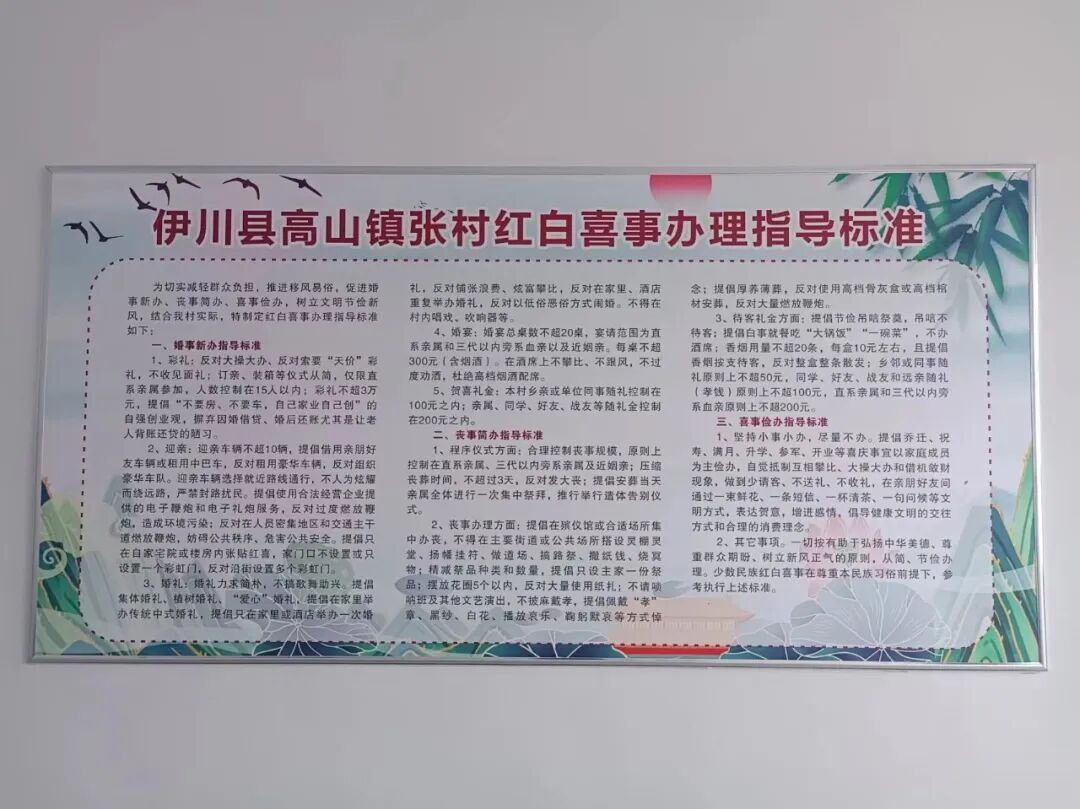 伊川县高山镇张村红白喜事办理指导标准
为切实减轻群众负担，推进移风易俗，促进婚
事新办、丧事简办、喜事俭办，树立文明节俭新
风，结合我村实际，特制定红白喜事办理指导标准
如下：
一、婚事新办指导标准
1、彩礼：反对大操大办、反对索要“天价”彩
礼，不收见面礼；订亲、装箱等仪式从简，仅限直
系亲属参加，人数控制在15人以内；彩礼不超3万
元，提倡“不要房、不要车，自己家业自己创”的
自强创业观，摒弃因婚借贷、婚后还账尤其是让老
人背账还贷的陋习。
2、迎亲：迎亲车辆不超10辆，提倡借用亲朋好
友车辆或租用中巴车，反对租用豪华车辆，反对组织
豪华车队。迎亲车辆选择就近路线通行，不人为炫耀
而绕远路，严禁封路扰民。提倡使用合法经营企业提
供的电子鞭炮和电子礼炮服务，反对过度燃放鞭
炮，造成环境污染；反对在人员密集地区和交通主干
道燃放鞭炮，妨碍公共秩序、危害公共安全。提倡只
在自家宅院或楼房内张贴红喜，家门口不设置或只
设置一个彩虹门，反对沿街设置多个彩虹门。
3、婚礼：婚礼力求简朴，不搞歌舞助兴。提倡
集体婚礼、植树婚礼、“爱心”婚礼，提倡在家里举
办传统中式婚礼，提倡只在家里或酒店举办一次婚
礼，反对铺张浪费、炫富攀比，反对在家里、酒店
重复举办婚礼，反对以低俗恶俗方式闹婚。不得在
村内唱戏、吹响器等。
4、婚宴：婚宴总桌数不超20桌，宴请范围为直
系亲属和三代以内旁系血亲以及近姻亲。每桌不超
300元（含烟酒）。在酒席上不攀比、不跟风，不过
度劝酒，杜绝高档烟酒配席。
5、贺喜礼金：本村乡亲或单位同事随礼控制在
100元之内；亲属、同学、好友、战友等随礼金控制
在200元之内。
二、丧事简办指导标准
1、程序仪式方面：合理控制丧事规模，原则上
控制在直系亲属、三代以内旁系亲属及近姻亲；压缩
丧葬时间，不超过3天，反对发大丧；提倡安葬当天
亲属全体进行一次集中祭拜，推行举行遗体告别仪
式。
2、丧事办理方面：提倡在殡仪馆或合适场所集
中办丧，不得在主要街道或公共场所搭设灵棚灵
堂、扬幡挂符、做道场、搞路祭、撒纸钱、烧冥
物；精减祭品种类和数量，提倡只设主家一份祭
品；摆放花圈5个以内，反对大量使用纸扎；不请唢
呐班及其他文艺演出，不披麻戴孝，提倡佩戴“孝”
章、黑纱、白花、播放哀乐、鞠躬默哀等方式悼
念；提倡厚养薄葬，反对使用高档骨灰盒或高档棺
材安葬，反对大量燃放鞭炮。
3、待客礼金方面：提倡节俭吊唁祭奠，吊唁不
待客；提倡白事就餐吃“大锅饭”“一碗菜”，不办
酒席；香烟用量不超20条，每盒10元左右，且提倡
香烟按支待客，反对整盒整条散发；乡邻或同事随
礼原则上不超50元，同学、好友、战友和远亲随礼
（孝钱）原则上不超100元，直系亲属和三代以内旁
系血亲原则上不超200元。
三、喜事俭办指导标准
1、坚持小事小办，尽量不办。提倡乔迁、祝
寿、满月、升学、参军、开业等喜庆事宜以家庭成员
为主俭办，自觉抵制互相攀比、大操大办和借机敛财
现象，做到少请客、不送礼、不收礼，在亲朋好友间
通过一束鲜花、一条短信、一杯清茶、一句问候等文
明方式，表达贺意，增进感情，倡导健康文明的交往
方式和合理的消费理念。
2、其它事项。一切按有助于弘扬中华美德、尊
重群众期盼、树立新风正气的原则，从简、节俭办
理。少数民族红白喜事在尊重本民族习俗前提下，参
考执行上述标准。